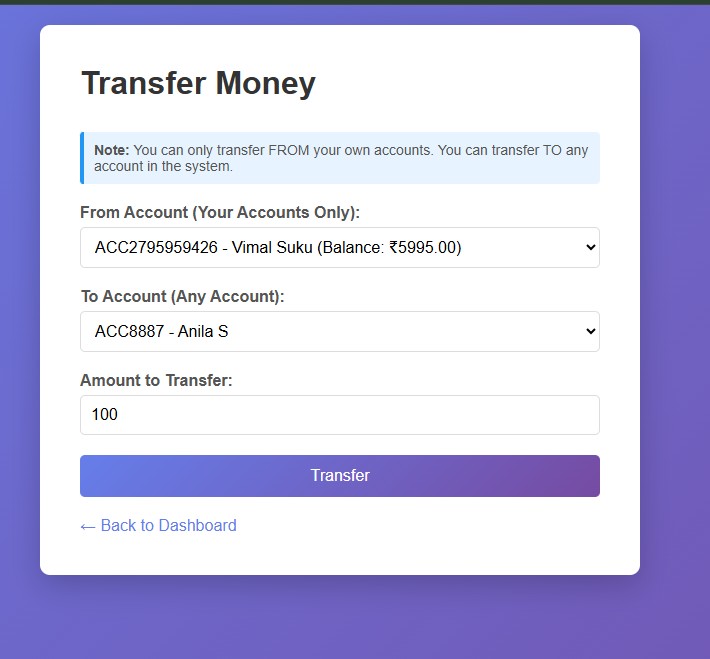 Transfer Money
Note: You can only transfer FROM your own accounts. You can transfer TO any
account in the system.
From Account (Your Accounts Only):
ACC2795959426 - Vimal Suku (Balance: ₹5995.00)
To Account (Any Account):
ACC8887 - Anila S
Amount to Transfer:
100
Transfer
← Back to Dashboard